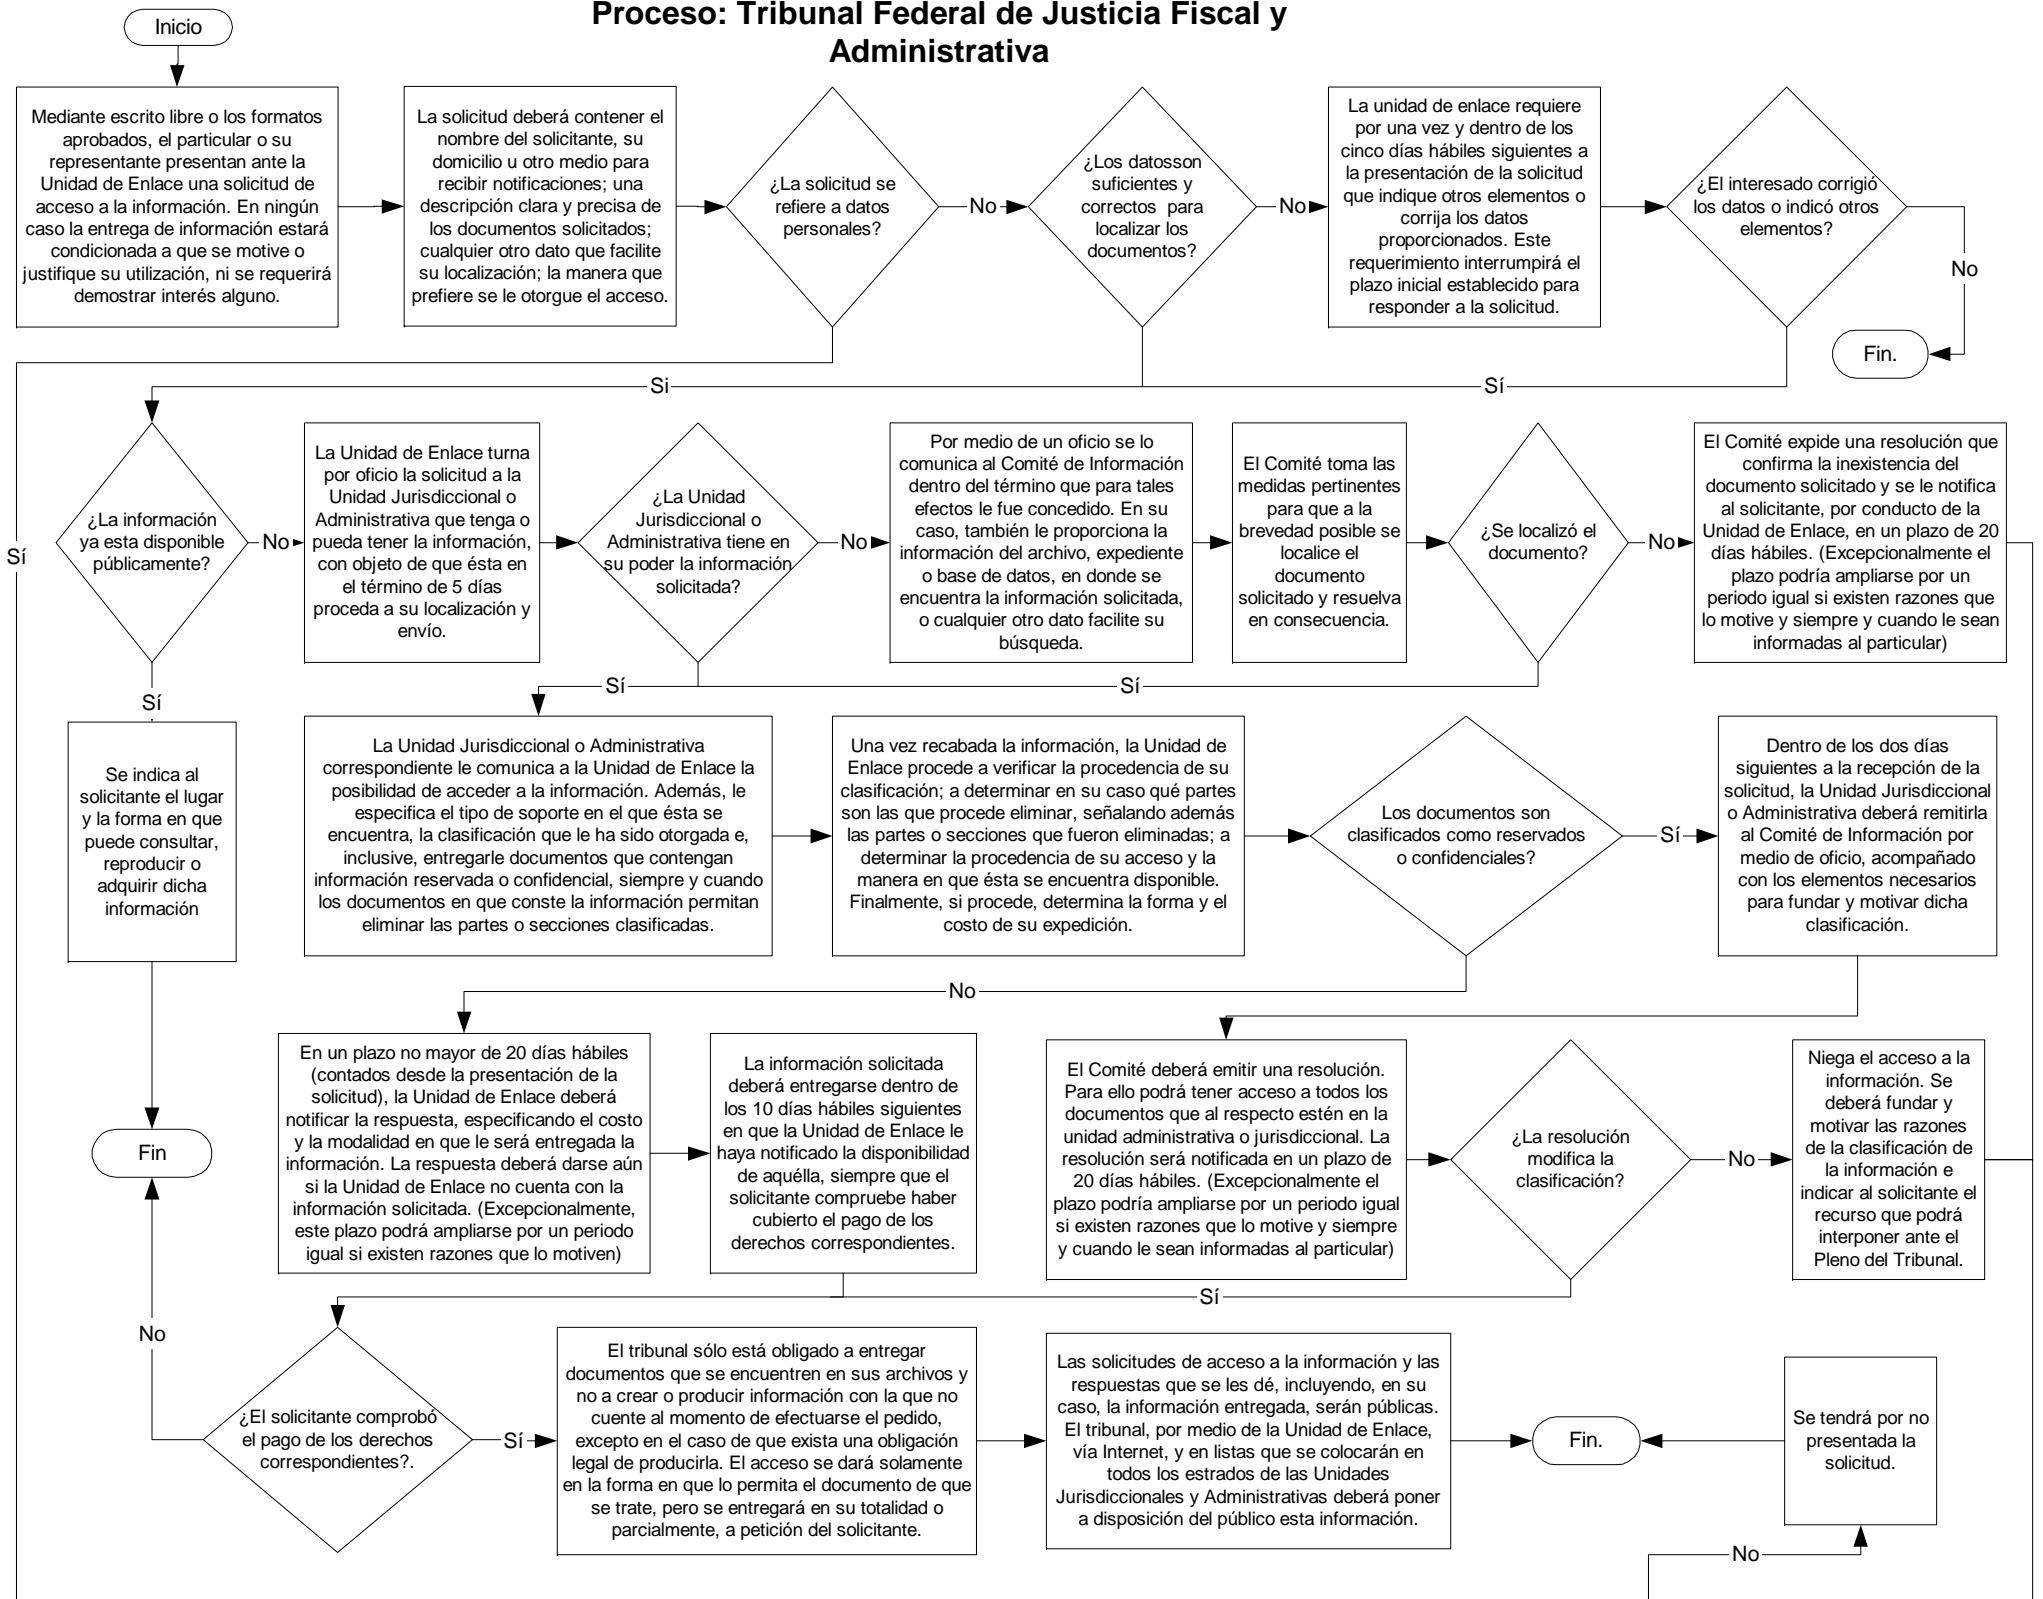 Proceso: Tribunal Federal de Justicia Fiscal y
Administrativa
Inicio
Mediante escrito libre o los formatos
aprobados, el particular o su
representante presentan ante la
Unidad de Enlace una solicitud de
acceso a la información. En ningún
caso la entrega de información estará
condicionada a que se motive o
justifique su utilización, ni se requerirá
demostrar interés alguno.
La solicitud deberá contener el
nombre del solicitante, su
domicilio u otro medio para
recibir notificaciones; una
descripción clara y precisa de
los documentos solicitados;
cualquier otro dato que facilite
su localización; la manera que
prefiere se le otorgue el acceso.
¿La solicitud se
refiere a datos
personales?
No
¿Los datosson
suficientes y
correctos para
localizar los
documentos?
No
La unidad de enlace requiere
por una vez y dentro de los
cinco días hábiles siguientes a
la presentación de la solicitud
que indique otros elementos o
corrija los datos
proporcionados. Este
requerimiento interrumpirá el
plazo inicial establecido para
responder a la solicitud.
¿El interesado corrigió
los datos o indicó otros
elementos?
No
Fin.
Si
Sí
Sí
¿La información
ya esta disponible
públicamente?
No
La Unidad de Enlace turna
por oficio la solicitud a la
Unidad Jurisdiccional o
Administrativa que tenga o
pueda tener la información,
con objeto de que ésta en
el término de 5 días
proceda a su localización y
envío.
¿La Unidad
Jurisdiccional o
Administrativa tiene en
su poder la información
solicitada?
No
Por medio de un oficio se lo
comunica al Comité de Información
dentro del término que para tales
efectos le fue concedido. En su
caso, también le proporciona la
información del archivo, expediente
o base de datos, en donde se
encuentra la información solicitada,
o cualquier otro dato facilite su
búsqueda.
El Comité toma las
medidas pertinentes
para que a la
brevedad posible se
localice el
documento
solicitado y resuelva
en consecuencia.
¿Se localizó el
documento?
No
El Comité expide una resolución que
confirma la inexistencia del
documento solicitado y se le notifica
al solicitante, por conducto de la
Unidad de Enlace, en un plazo de 20
días hábiles. (Excepcionalmente el
plazo podría ampliarse por un
periodo igual si existen razones que
lo motive y siempre y cuando le sean
informadas al particular)
Sí
Sí
Sí
Se indica al
solicitante el lugar
y la forma en que
puede consultar,
reproducir o
adquirir dicha
información
La Unidad Jurisdiccional o Administrativa
correspondiente le comunica a la Unidad de Enlace la
posibilidad de acceder a la información. Además, le
especifica el tipo de soporte en el que ésta se
encuentra, la clasificación que le ha sido otorgada e,
inclusive, entregarle documentos que contengan
información reservada o confidencial, siempre y cuando
los documentos en que conste la información permitan
eliminar las partes o secciones clasificadas.
Una vez recabada la información, la Unidad de
Enlace procede a verificar la procedencia de su
clasificación; a determinar en su caso qué partes
son las que procede eliminar, señalando además
las partes o secciones que fueron eliminadas; a
determinar la procedencia de su acceso y la
manera en que ésta se encuentra disponible.
Finalmente, si procede, determina la forma y el
costo de su expedición.
Los documentos son
clasificados como reservados
o confidenciales?
Sí
Dentro de los dos días
siguientes a la recepción de la
solicitud, la Unidad Jurisdiccional
o Administrativa deberá remitirla
al Comité de Información por
medio de oficio, acompañado
con los elementos necesarios
para fundar y motivar dicha
clasificación.
No
Fin
En un plazo no mayor de 20 días hábiles
(contados desde la presentación de la
solicitud), la Unidad de Enlace deberá
notificar la respuesta, especificando el costo
y la modalidad en que le será entregada la
información. La respuesta deberá darse aún
si la Unidad de Enlace no cuenta con la
información solicitada. (Excepcionalmente,
este plazo podrá ampliarse por un periodo
igual si existen razones que lo motiven)
La información solicitada
deberá entregarse dentro de
los 10 días hábiles siguientes
en que la Unidad de Enlace le
haya notificado la disponibilidad
de aquélla, siempre que el
solicitante compruebe haber
cubierto el pago de los
derechos correspondientes.
El Comité deberá emitir una resolución.
Para ello podrá tener acceso a todos los
documentos que al respecto estén en la
unidad administrativa o jurisdiccional. La
resolución será notificada en un plazo de
20 días hábiles. (Excepcionalmente el
plazo podría ampliarse por un periodo igual
si existen razones que lo motive y siempre
y cuando le sean informadas al particular)
¿La resolución
modifica la
clasificación?
No
Niega el acceso a la
información. Se
deberá fundar y
motivar las razones
de la clasificación de
la información e
indicar al solicitante el
recurso que podrá
interponer ante el
Pleno del Tribunal.
Sí
No
¿El solicitante comprobó
el pago de los derechos
correspondientes?.
Sí
El tribunal sólo está obligado a entregar
documentos que se encuentren en sus archivos y
no a crear o producir información con la que no
cuente al momento de efectuarse el pedido,
excepto en el caso de que exista una obligación
legal de producirla. El acceso se dará solamente
en la forma en que lo permita el documento de que
se trate, pero se entregará en su totalidad o
parcialmente, a petición del solicitante.
Las solicitudes de acceso a la información y las
respuestas que se les dé, incluyendo, en su
caso, la información entregada, serán públicas.
El tribunal, por medio de la Unidad de Enlace,
vía Internet, y en listas que se colocarán en
todos los estrados de las Unidades
Jurisdiccionales y Administrativas deberá poner
a disposición del público esta información.
Fin.
Se tendrá por no
presentada la
solicitud.
No